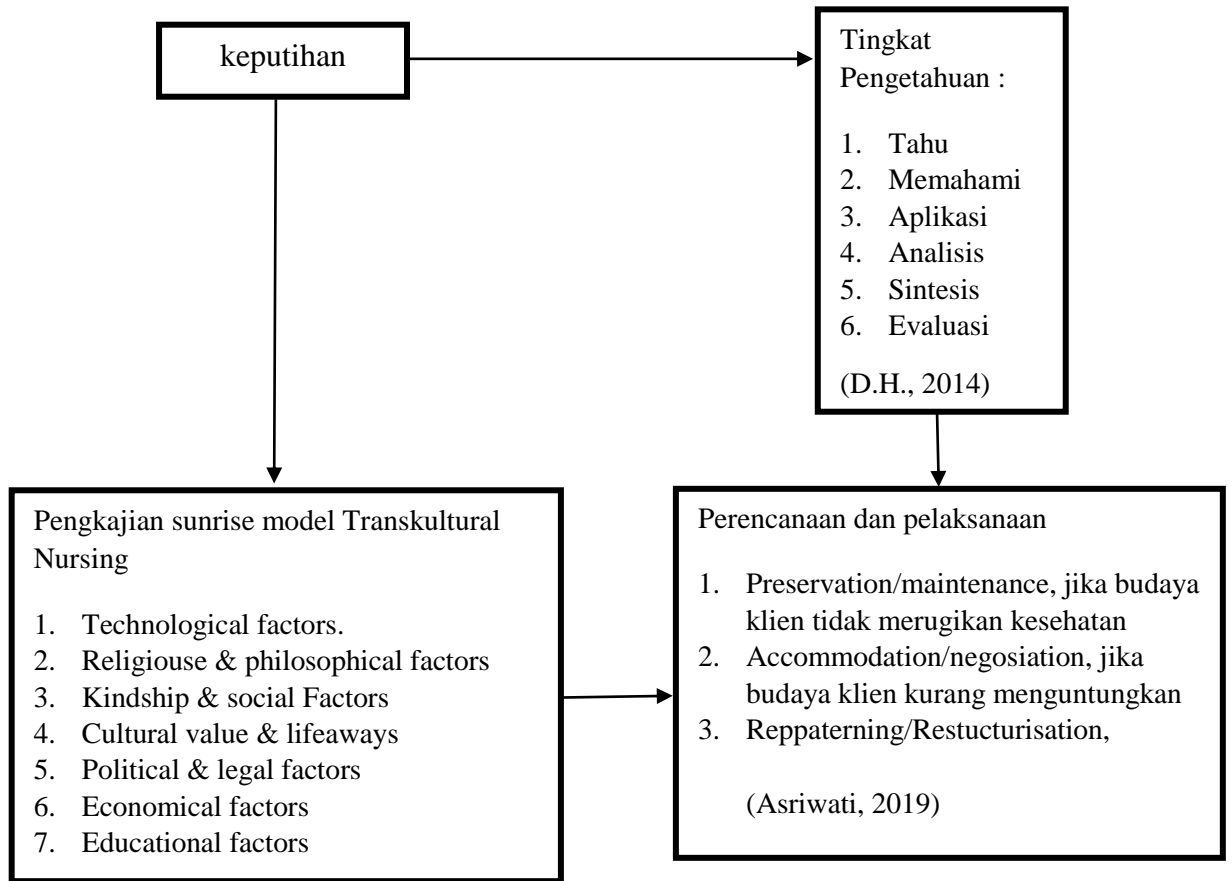 keputihan
Tingkat
Pengetahuan :
1. Tahu
2. Memahami
3. Aplikasi
4. Analisis
5. Sintesis
6. Evaluasi
(D.H., 2014)
Pengkajian sunrise model Transkultural
Nursing
1. Technological factors.
2. Religiouse & philosophical factors
3. Kindship & social Factors
4. Cultural value & lifeaways
5. Political & legal factors
6. Economical factors
7. Educational factors
Perencanaan dan pelaksanaan
1. Preservation/maintenance, jika budaya
klien tidak merugikan kesehatan
2. Accommodation/negosiation, jika
budaya klien kurang menguntungkan
3. Reppaterning/Restucturisation,
(Asriwati, 2019)